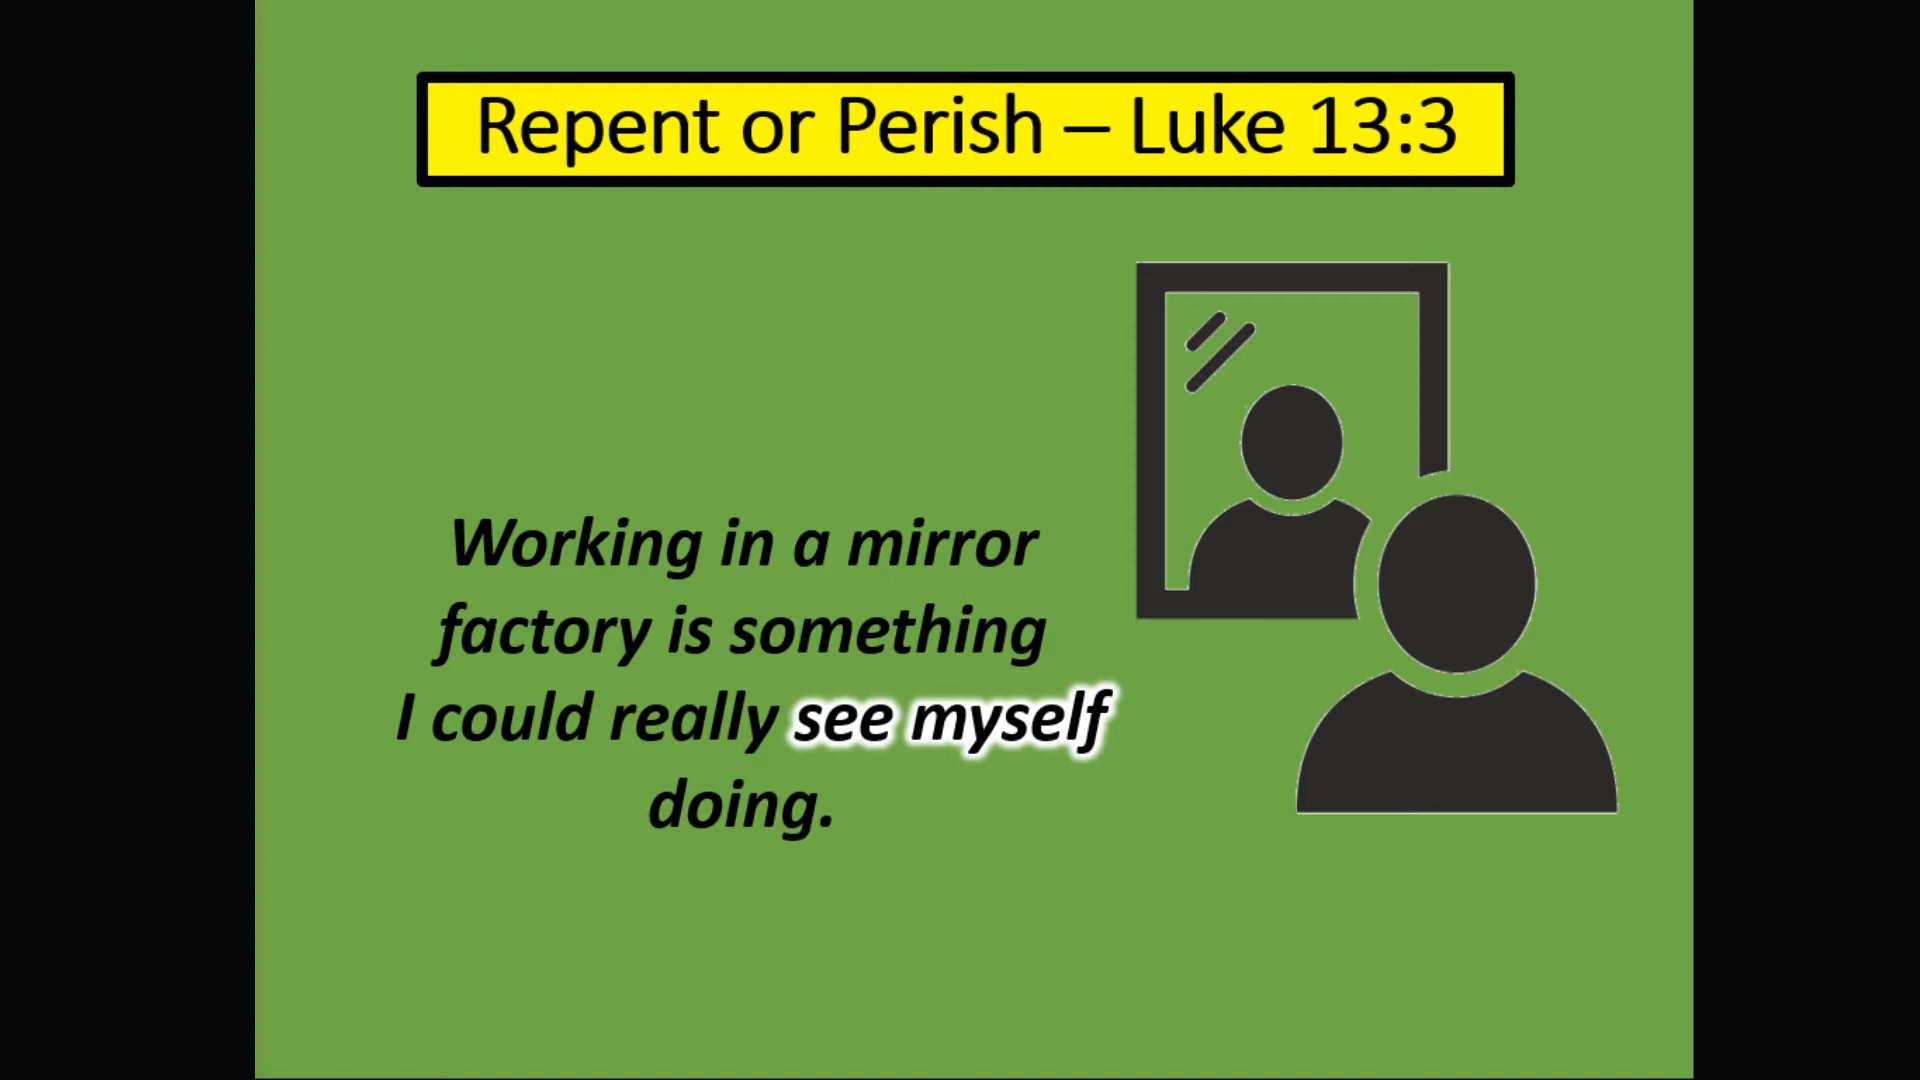 Repent or Perish – Luke 13:3
Working in a mirror
factory is something
I could really see myself
doing.